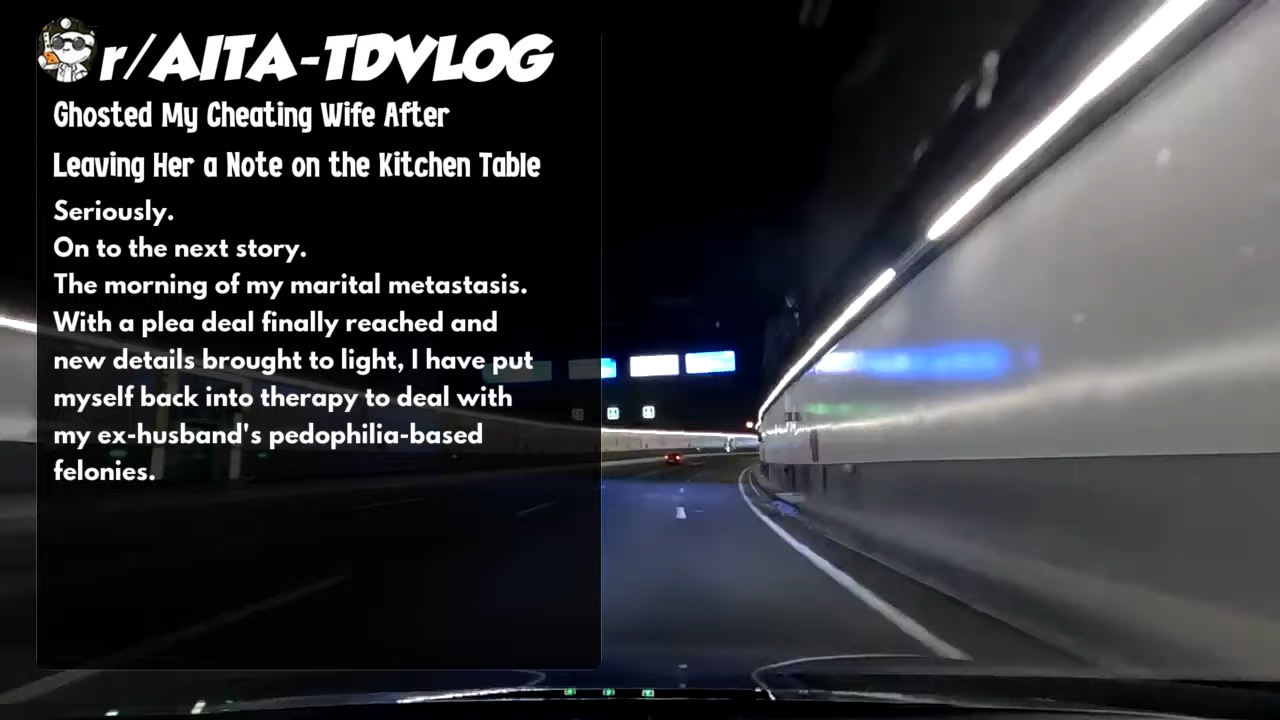 r/AITA-TDVLOG
Ghosted My Cheating Wife After
Leaving Her a Note on the Kitchen Table
Seriously.
On to the next story.
The morning of my marital metastasis.
With a plea deal finally reached and
new details brought to light, I have put
myself back into therapy to deal with
my ex-husband's pedophilia-based
felonies.